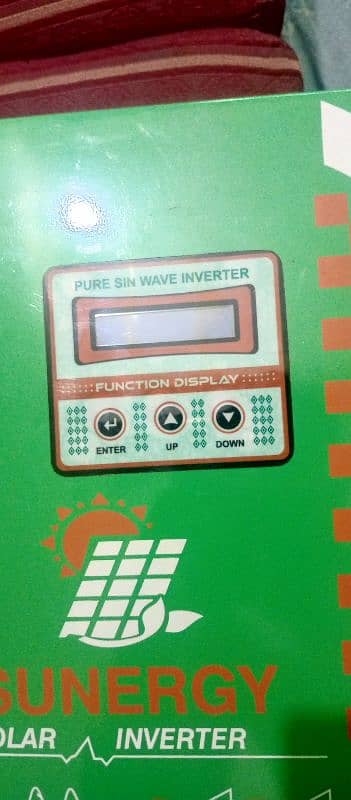 PURE SIN WAVE INVERTER
FUNCTION DISPLAY
ENTER UP DOWN
SUNERGY
OLAR INVERTER